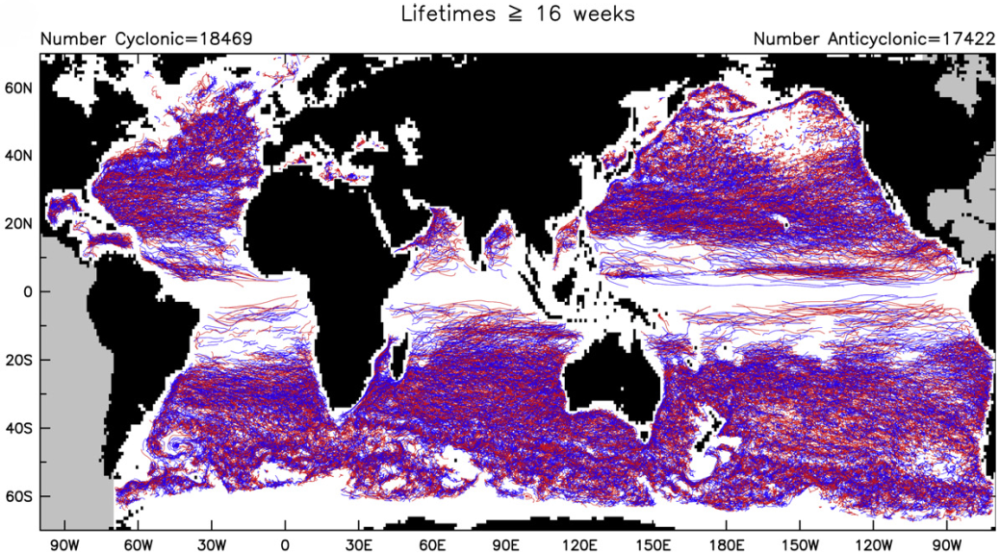 Lifetimes ≧ 16 weeks
Number Cyclonic=18469 Number Anticyclonic=17422
60N
40N
20N
0
20S
40S
60S
90W 60W 30W 0 30E 60E 90E 120E 150E 180E 150W 120W 90W